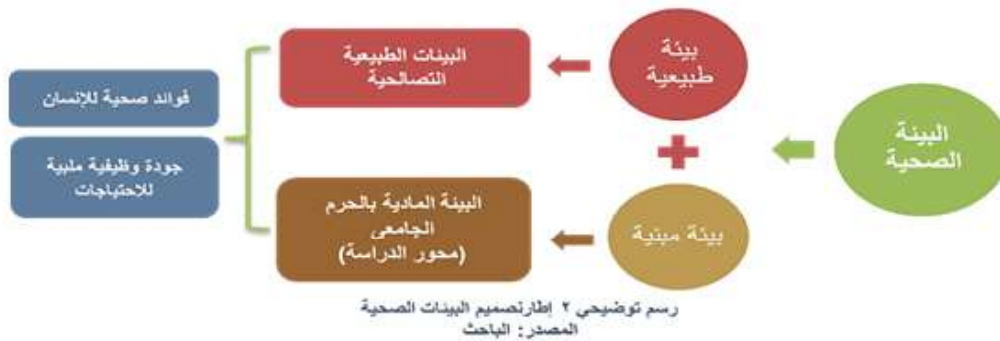 البيئة
الصحية
بيئة
طبيعية
بيئة مبنية
البيئات الطبيعية
التصالحية
البيئة المادية بالحرم
الجامعى
(محور الدراسة)
فوائد صحية للإنسان
جودة وظيفية ملبية
للاحتياجات
رسم توضيحي ٢ إطارتصميم البيئات الصحية
المصدر: الباحث